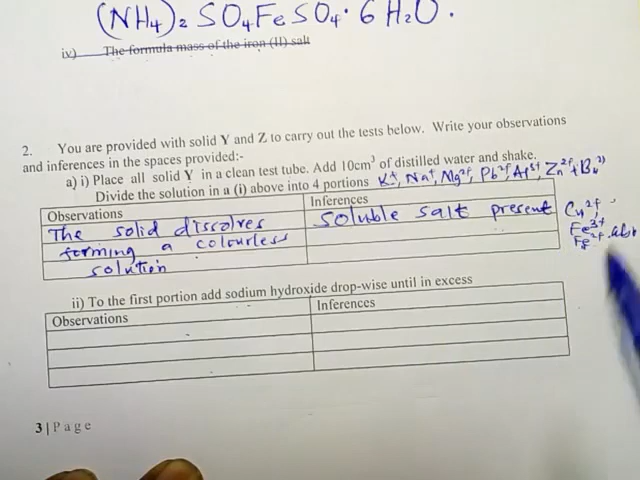 (NH₄)₂ SO₄ FeSO₄ · 6H₂O.
iv) The formula mass of the iron (II) salt
2. You are provided with solid Y and Z to carry out the tests below. Write your observations
and inferences in the spaces provided:-
a) i) Place all solid Y in a clean test tube. Add 10cm³ of distilled water and shake.
Divide the solution in a (i) above into 4 portions K⁺, Na⁺, Mg²⁺, Pb²⁺, Al³⁺, Zn²⁺
Observations Inferences
The solid dissolves soluble salt present Cu²⁺,
forming a colourless Fe³⁺
solution Fe²⁺
ii) To the first portion add sodium hydroxide drop-wise until in excess
Observations Inferences
3 | Page